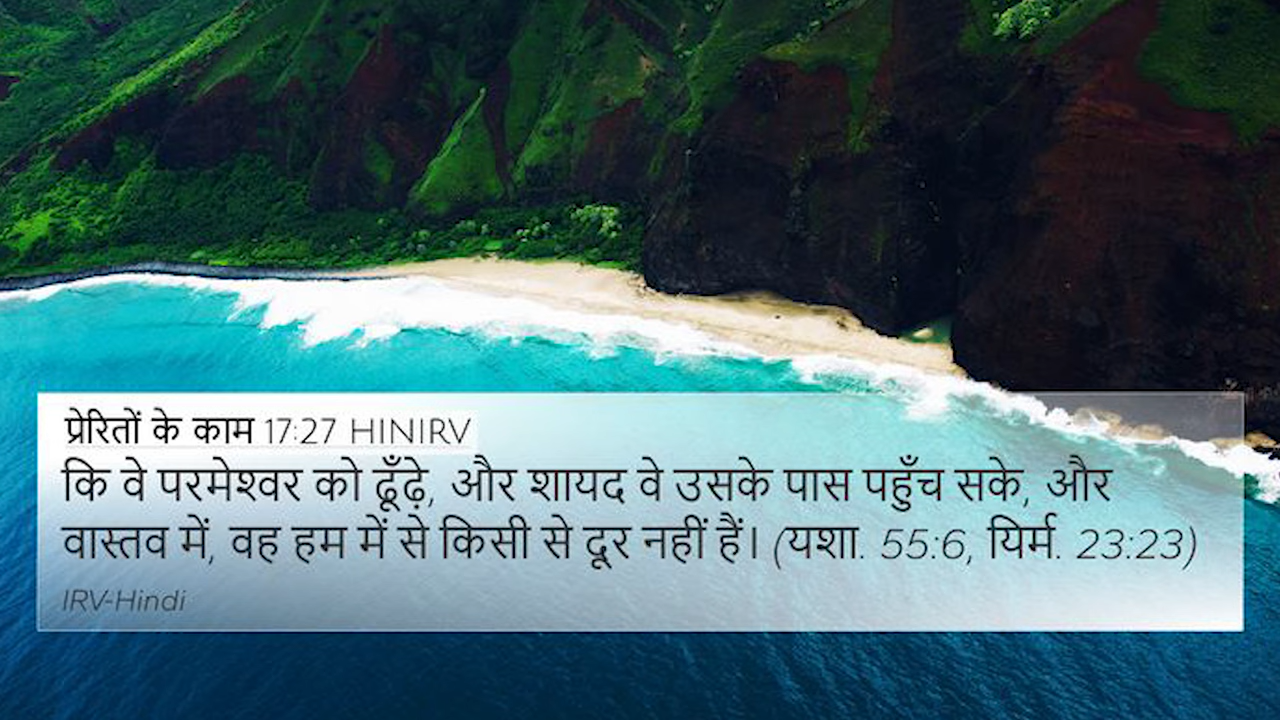 प्रेरितों के काम 17:27 HINIRV
कि वे परमेश्वर को ढूँढ़े, और शायद वे उसके पास पहुँच सके, और
वास्तव में, वह हम में से किसी से दूर नहीं हैं। (यशा. 55:6, यिर्म. 23:23)
IRV-Hindi